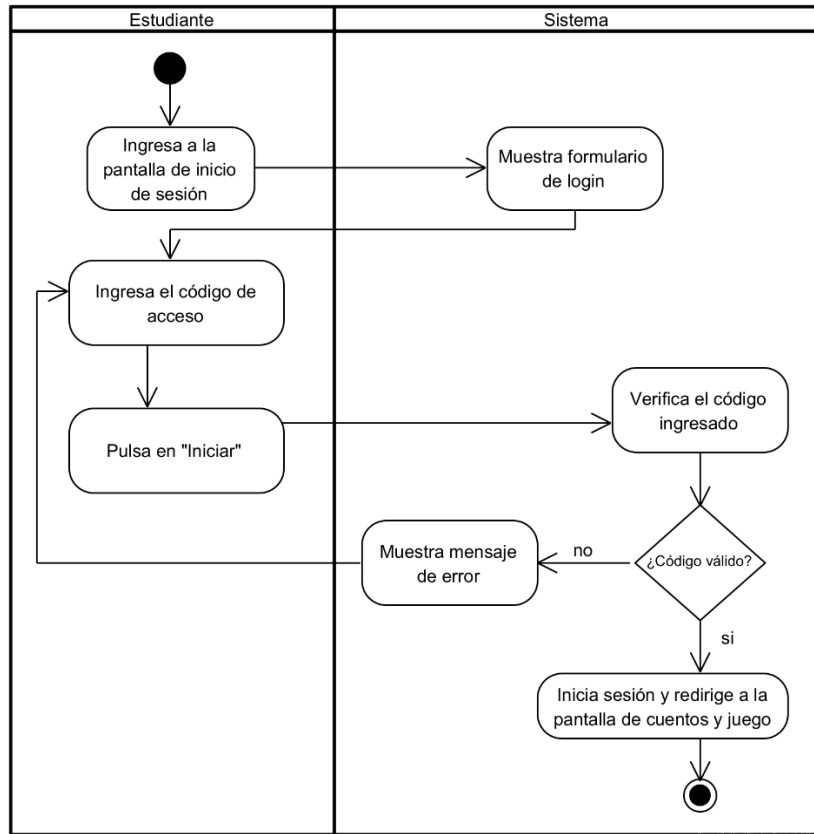 Estudiante
Sistema
Ingresa a la
pantalla de inicio
de sesión
Muestra formulario
de login
Ingresa el código de
acceso
Pulsa en "Iniciar"
Verifica el código
ingresado
¿Código válido?
no
Muestra mensaje
de error
si
Inicia sesión y redirige a la
pantalla de cuentos y juego